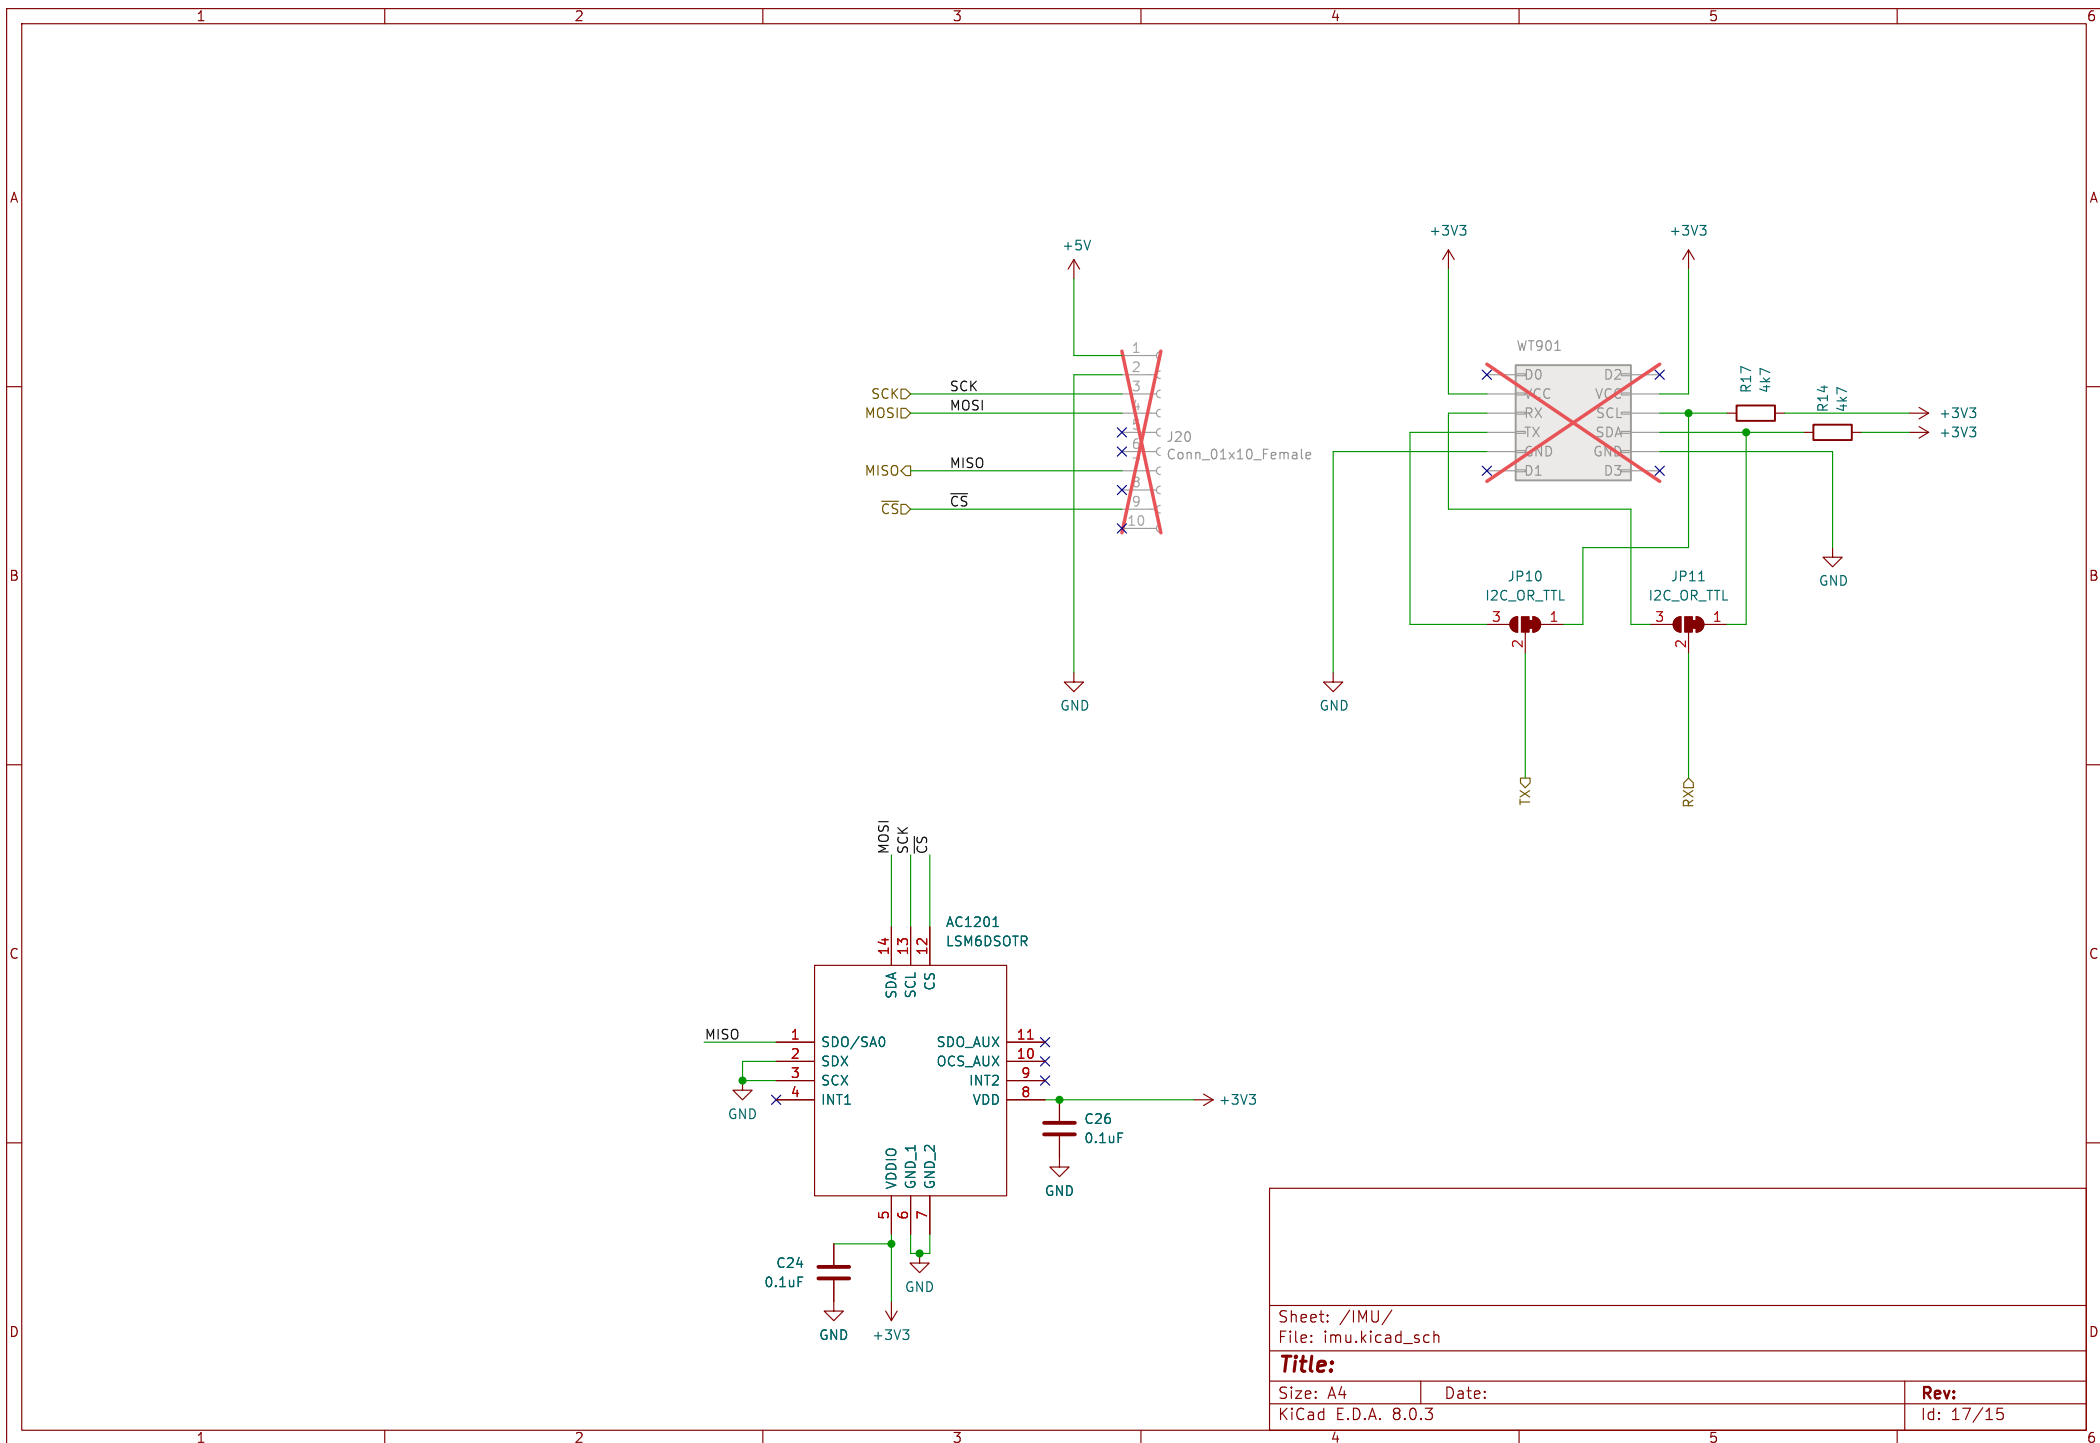 1 2 3 4 5 6
A A
+3V3 +3V3
+5V
WT901
1
2
3
4
5
6
8
9
10
SCK SCK
MOSI MOSI
MISO MISO
CS CS
J20
Conn_01x10_Female
D0 D2
VCC VCC
RX SCL
TX SDA
GND GND
D1 D3
R17
4k7
R14
4k7
+3V3
+3V3
GND
B B
JP10 JP11
I2C_OR_TTL I2C_OR_TTL
3 1 3 1
2 2
GND GND
TX RX
MOSI
SCK
CS
AC1201
LSM6DSOTR
14 13 12
SDA SCL CS
C C
MISO 1 SDO/SA0 SDO_AUX 11
2 SDX OCS_AUX 10
3 SCX INT2 9
4 INT1 VDD 8 +3V3
GND
C26
0.1uF
GND
VDDIO GND_1 GND_2
5 6 7
C24
0.1uF
GND
GND +3V3
D D
Sheet: /IMU/
File: imu.kicad_sch
Title:
Size: A4 Date: Rev:
KiCad E.D.A. 8.0.3 Id: 17/15
1 2 3 4 5 6